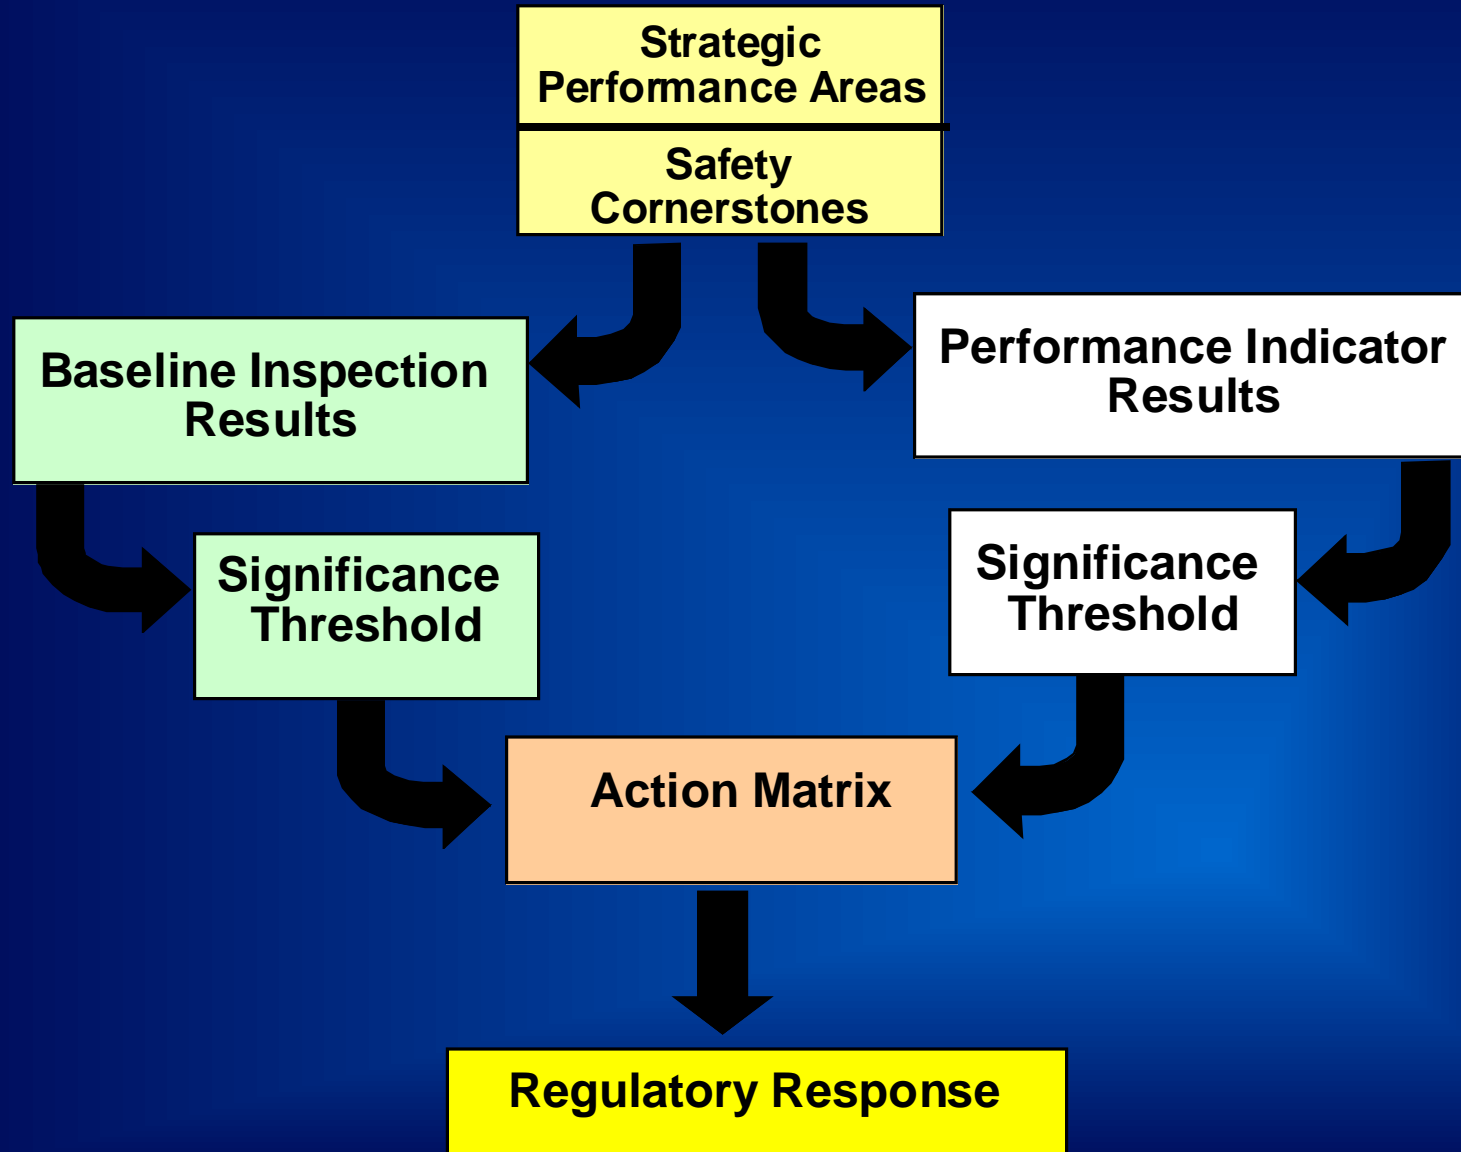 Strategic
Performance Areas
Safety
Cornerstones
Baseline Inspection
Results
Performance Indicator
Results
Significance
Threshold
Significance
Threshold
Action Matrix
Regulatory Response